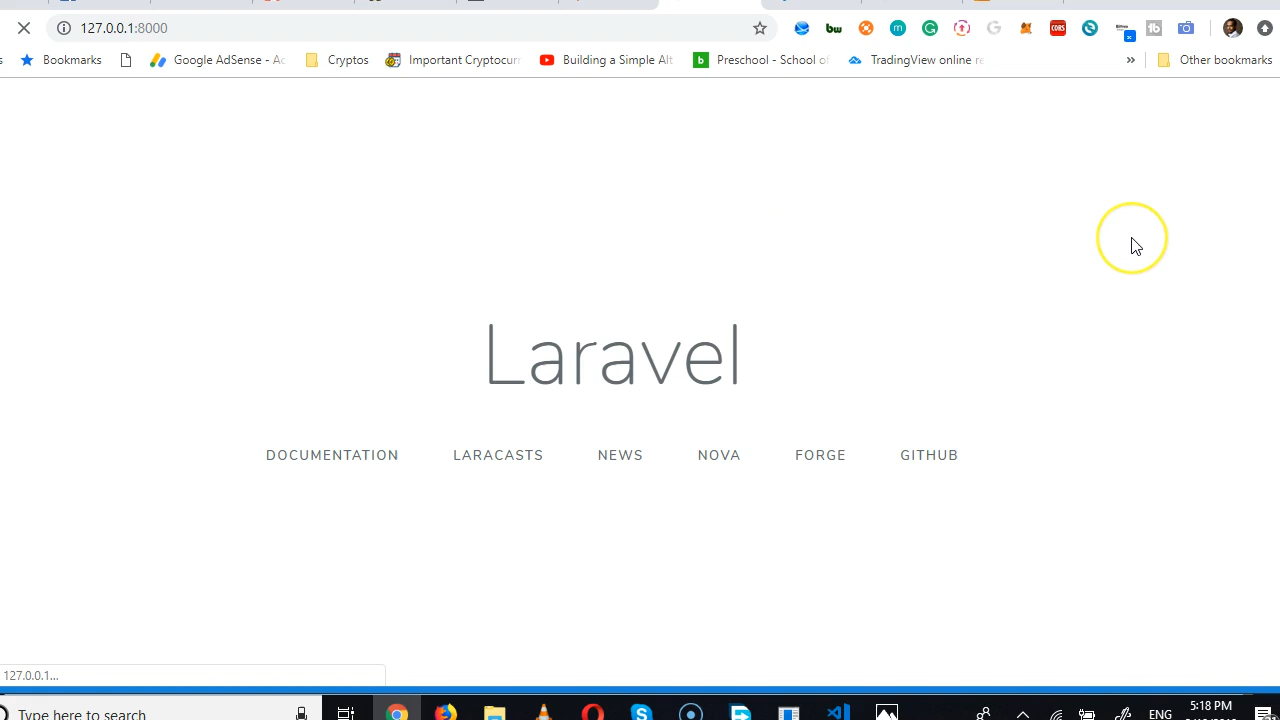 127.0.0.1:8000
Bookmarks Google AdSense - Ac Cryptos Important Cryptocurr Building a Simple Alt Preschool - School of TradingView online re » Other bookmarks
Laravel
DOCUMENTATION LARACASTS NEWS NOVA FORGE GITHUB
127.0.0.1...
Type here to search
ENG
5:18 PM